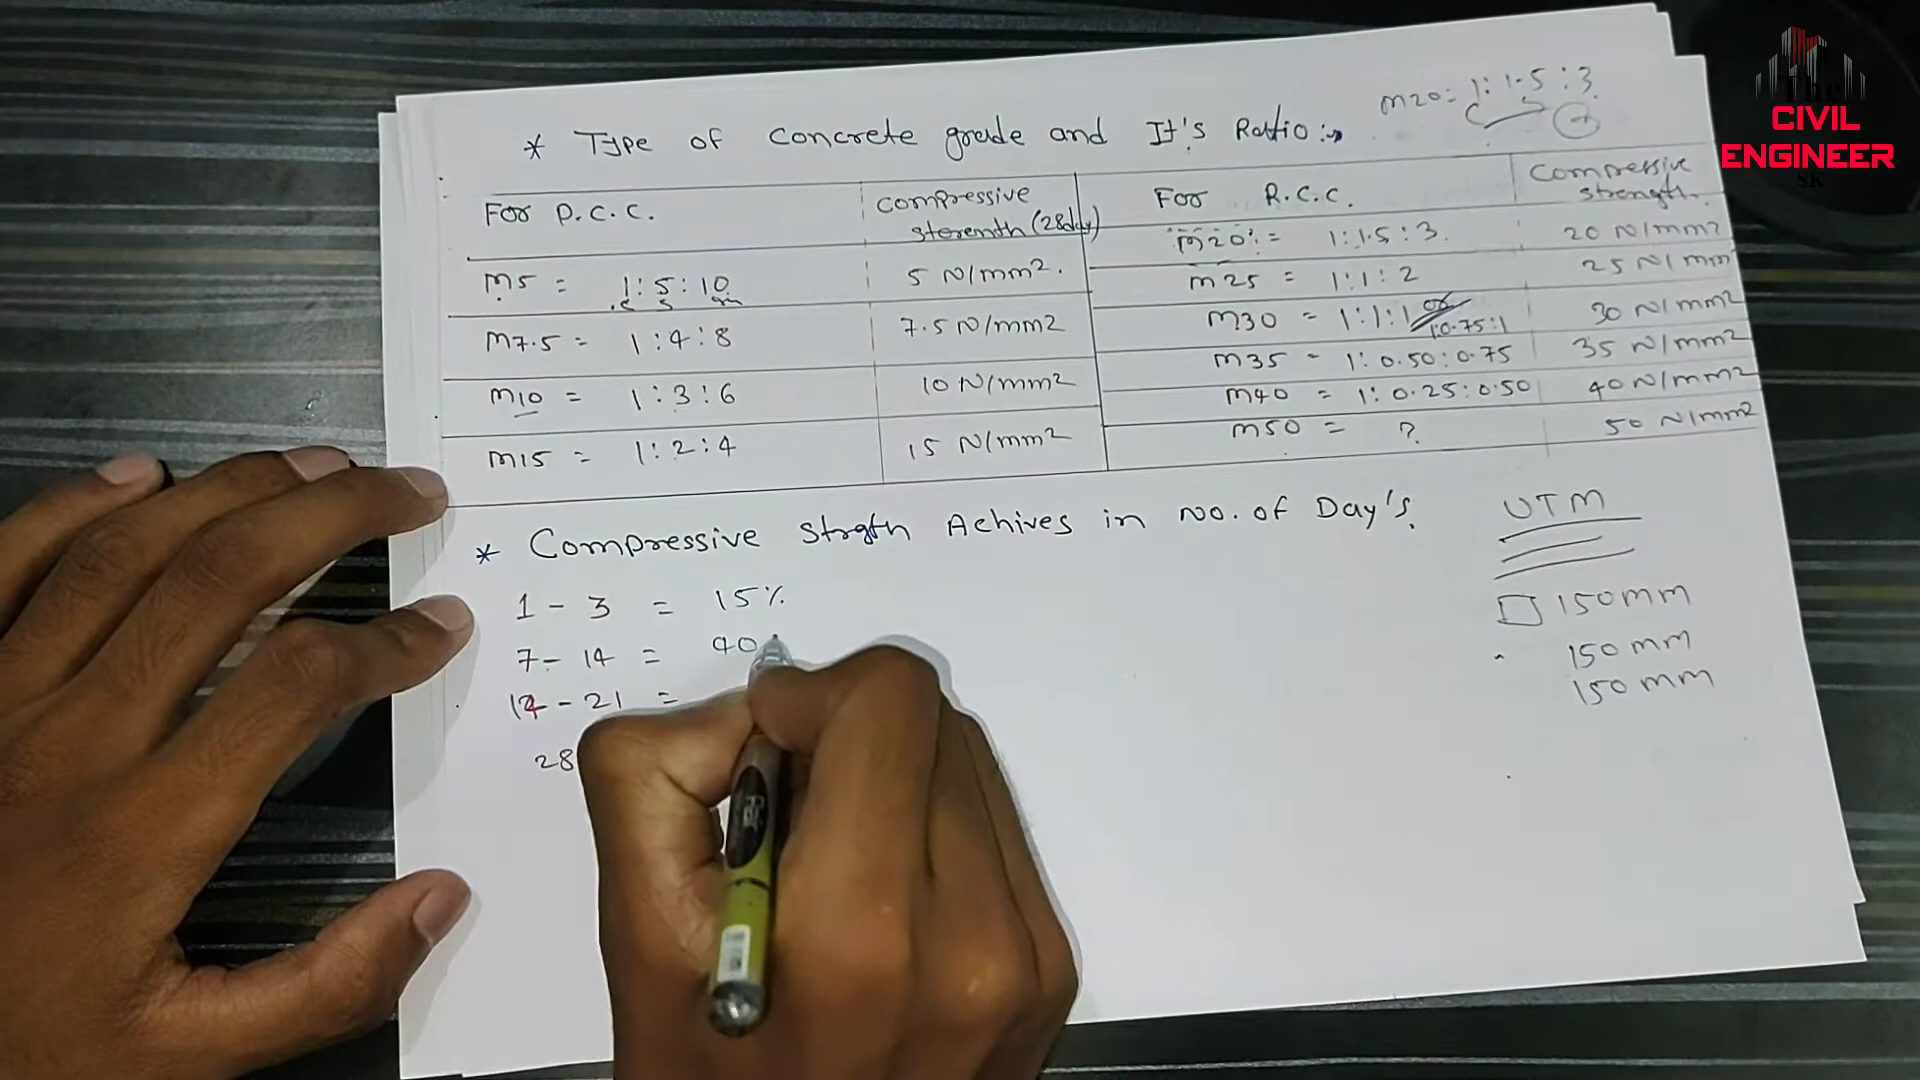 M20 = 1:1.5:3
* Type of Concrete grade and It's Ratio :→
For P.C.C.
compressive sterenth (28day)
M5 = 1:5:10
c s
5 N/mm2.
M7.5 = 1:4:8
7.5 N/mm2
M10 = 1:3:6
10 N/mm2
M15 = 1:2:4
15 N/mm2
For R.C.C.
Compressive strength.
M20 = 1:1.5:3.
20 N/mm2
M25 = 1:1:2
25 N/mm
M30 = 1:1:1 or 1:0.75:1
30 N/mm2
M35 = 1:0.50:0.75
35 N/mm2
M40 = 1:0.25:0.50
40 N/mm2
M50 = ?
50 N/mm2
* Compressive Strgth Achives in No. of Day's.
1 - 3 = 15%
7 - 14 = 40
14 - 21 =
28
UTM
150mm
150 mm
150 mm
The
CIVIL
ENGINEER
SK